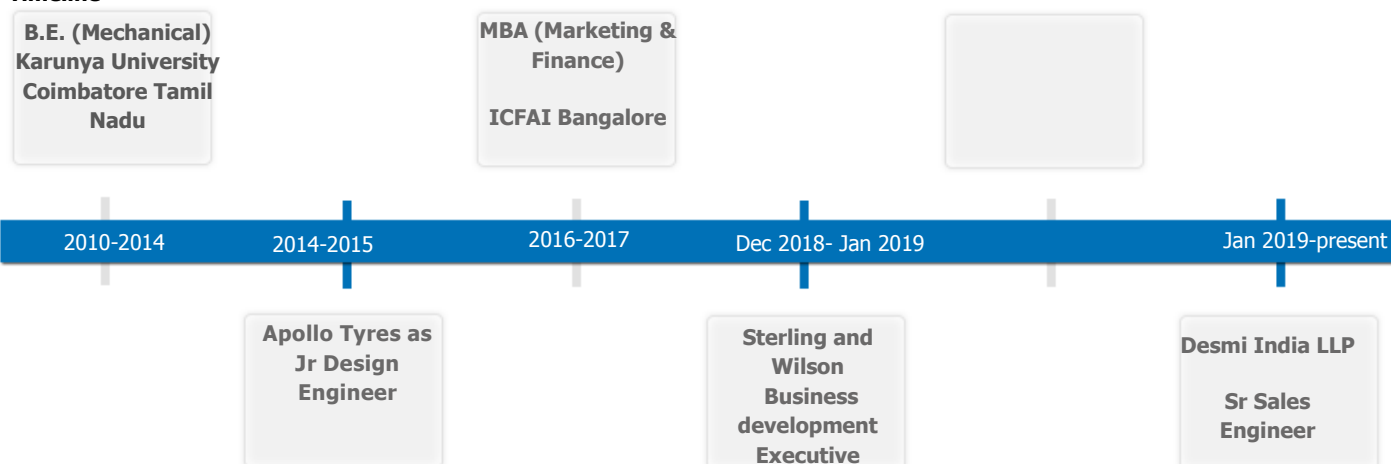 B.E. (Mechanical)
Karunya University
Coimbatore Tamil
Nadu
MBA (Marketing &
Finance)
ICFAI Bangalore
2010-2014
2014-2015
2016-2017
Dec 2018- Jan 2019
Jan 2019-present
Apollo Tyres as
Jr Design
Engineer
Sterling and
Wilson
Business
development
Executive
Desmi India LLP
Sr Sales
Engineer